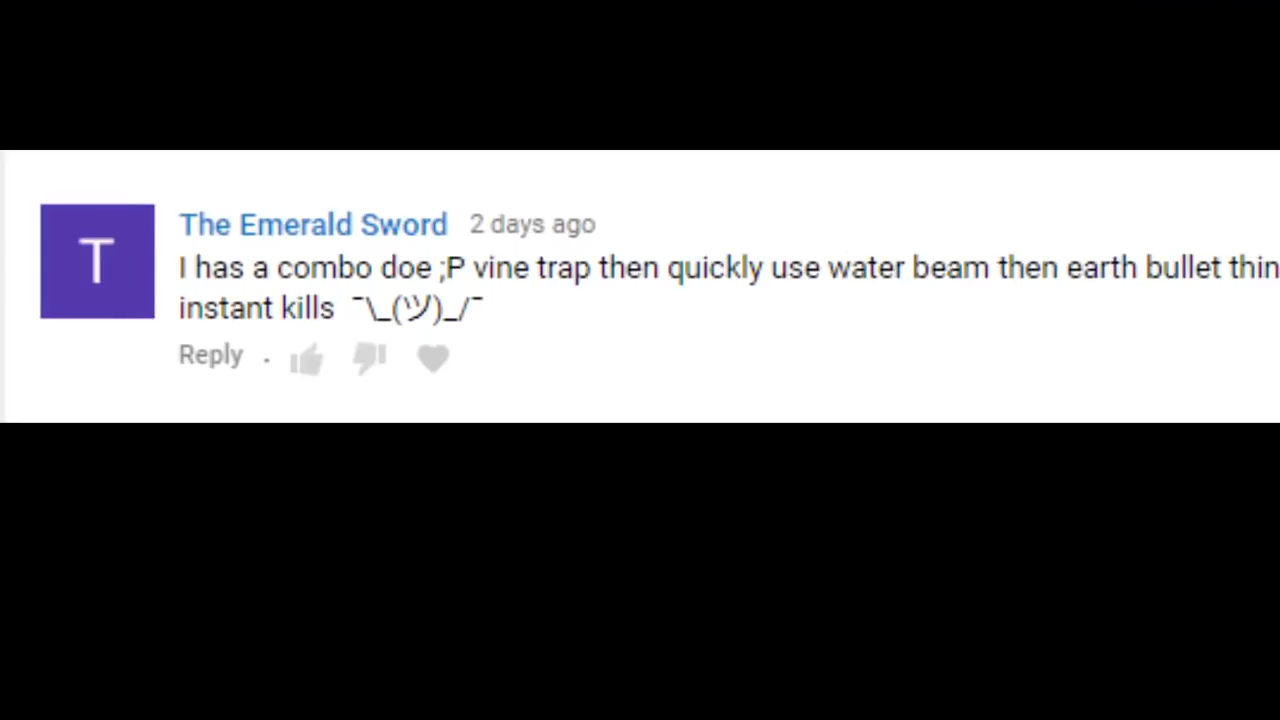 T
The Emerald Sword 2 days ago
I has a combo doe ;P vine trap then quickly use water beam then earth bullet thin
instant kills ¯\_(ツ)_/¯
Reply .